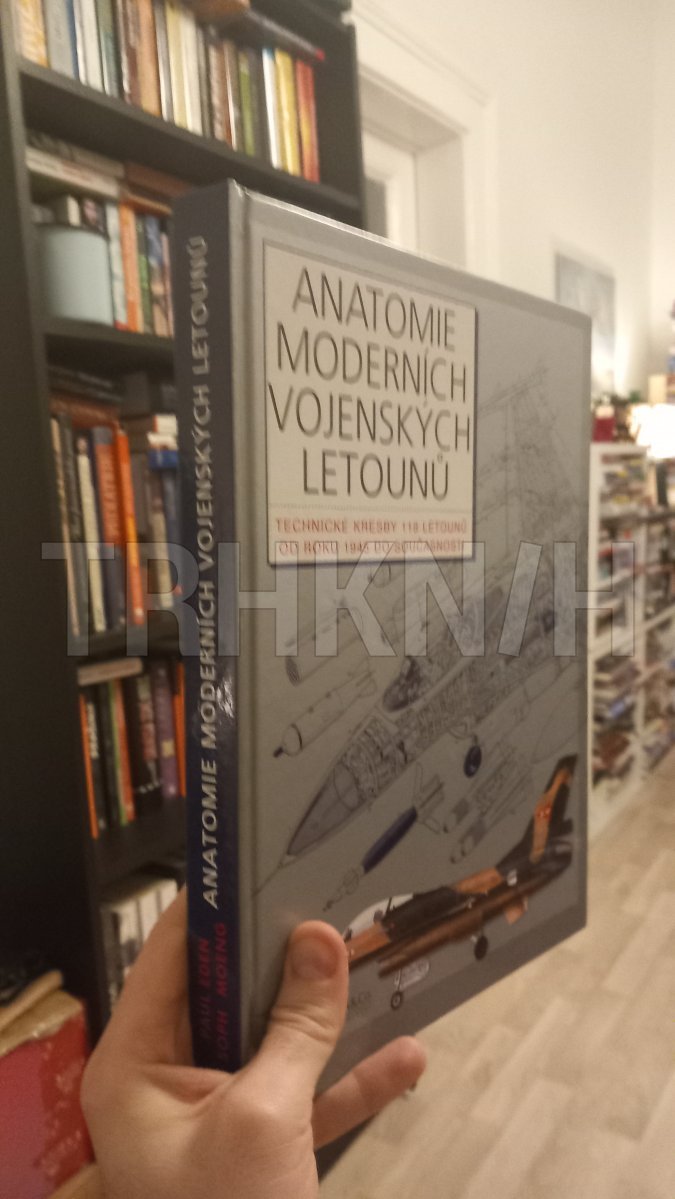 ANATOMIE
MODERNÍCH
VOJENSKÝCH
LETOUNŮ
TECHNICKÉ KRESBY 118 LETOUNŮ
OD ROKU 1945 DO SOUČASNOSTI
ANATOMIE MODERNÍCH VOJENSKÝCH LETOUNŮ
PAUL EDEN
SOPH MOENG
TRHKNIH